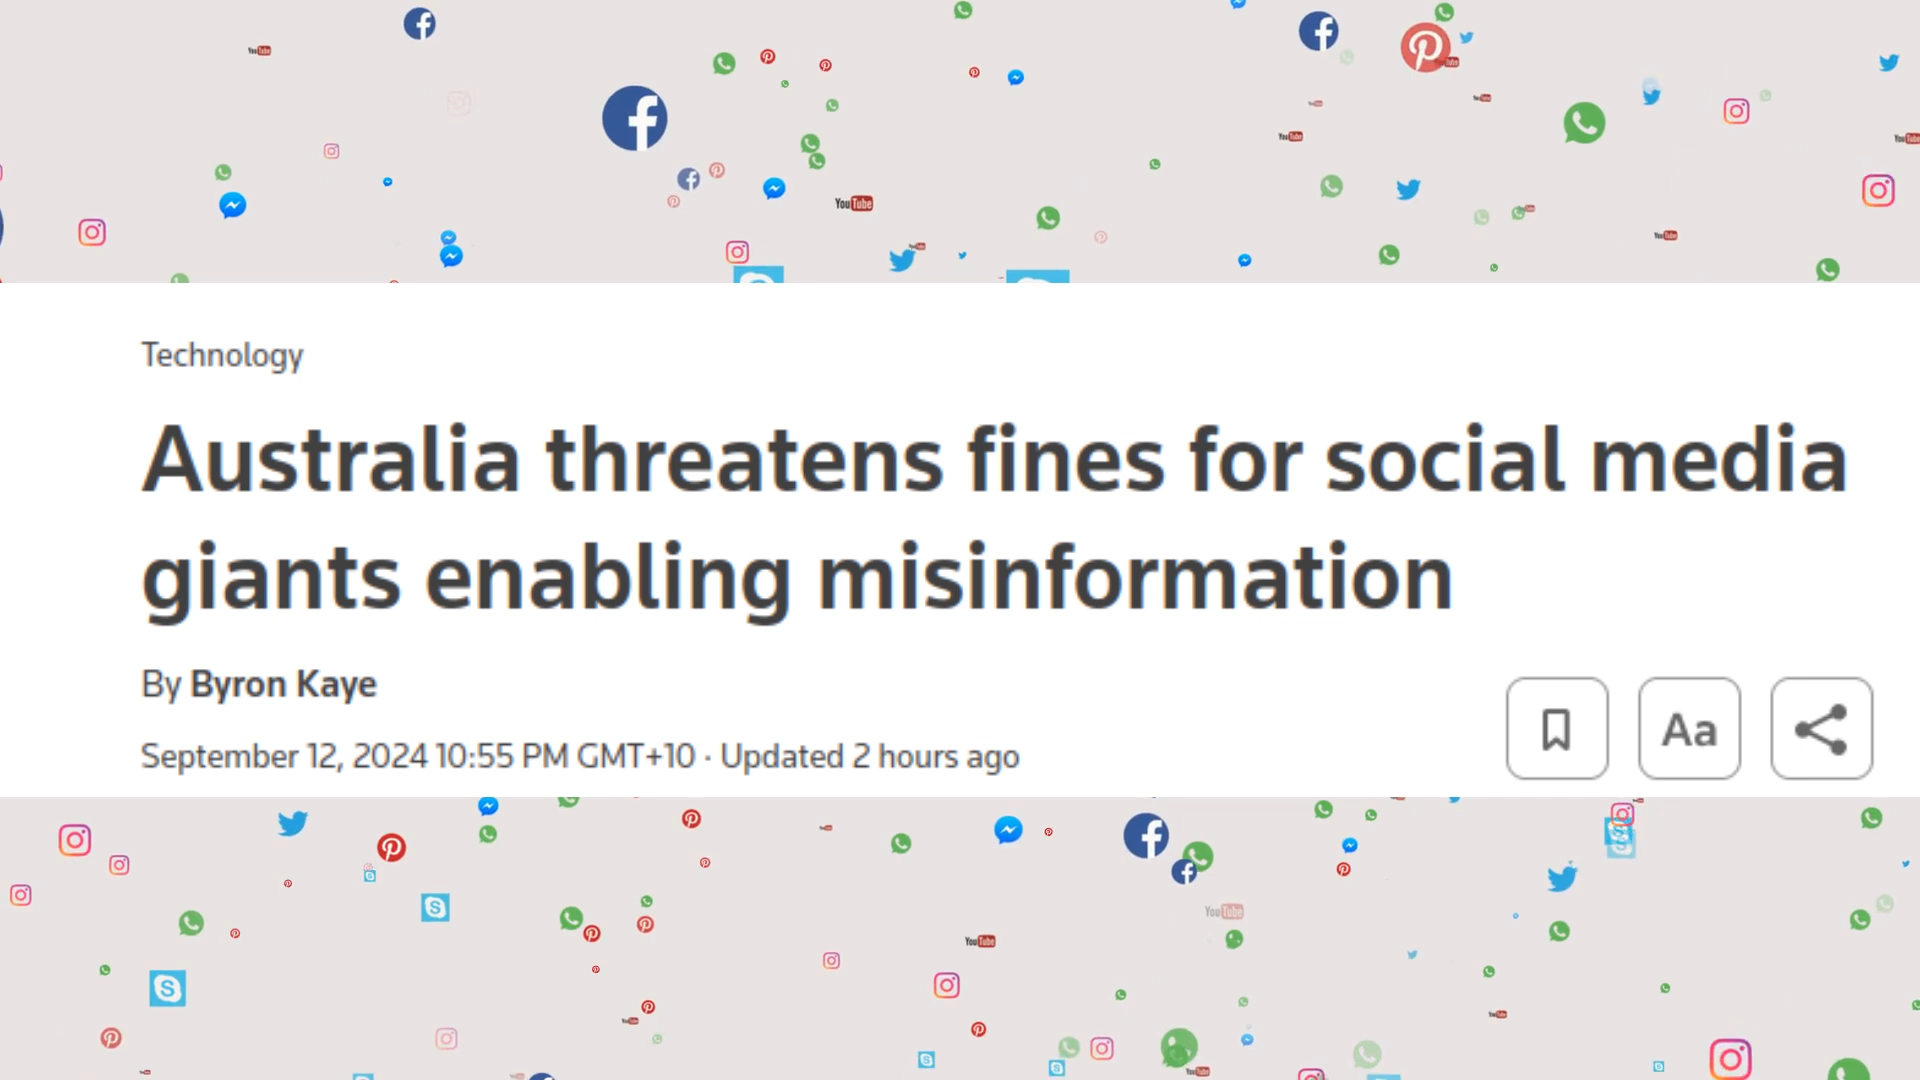 Technology
Australia threatens fines for social media
giants enabling misinformation
By Byron Kaye
September 12, 2024 10:55 PM GMT+10 · Updated 2 hours ago
Aa